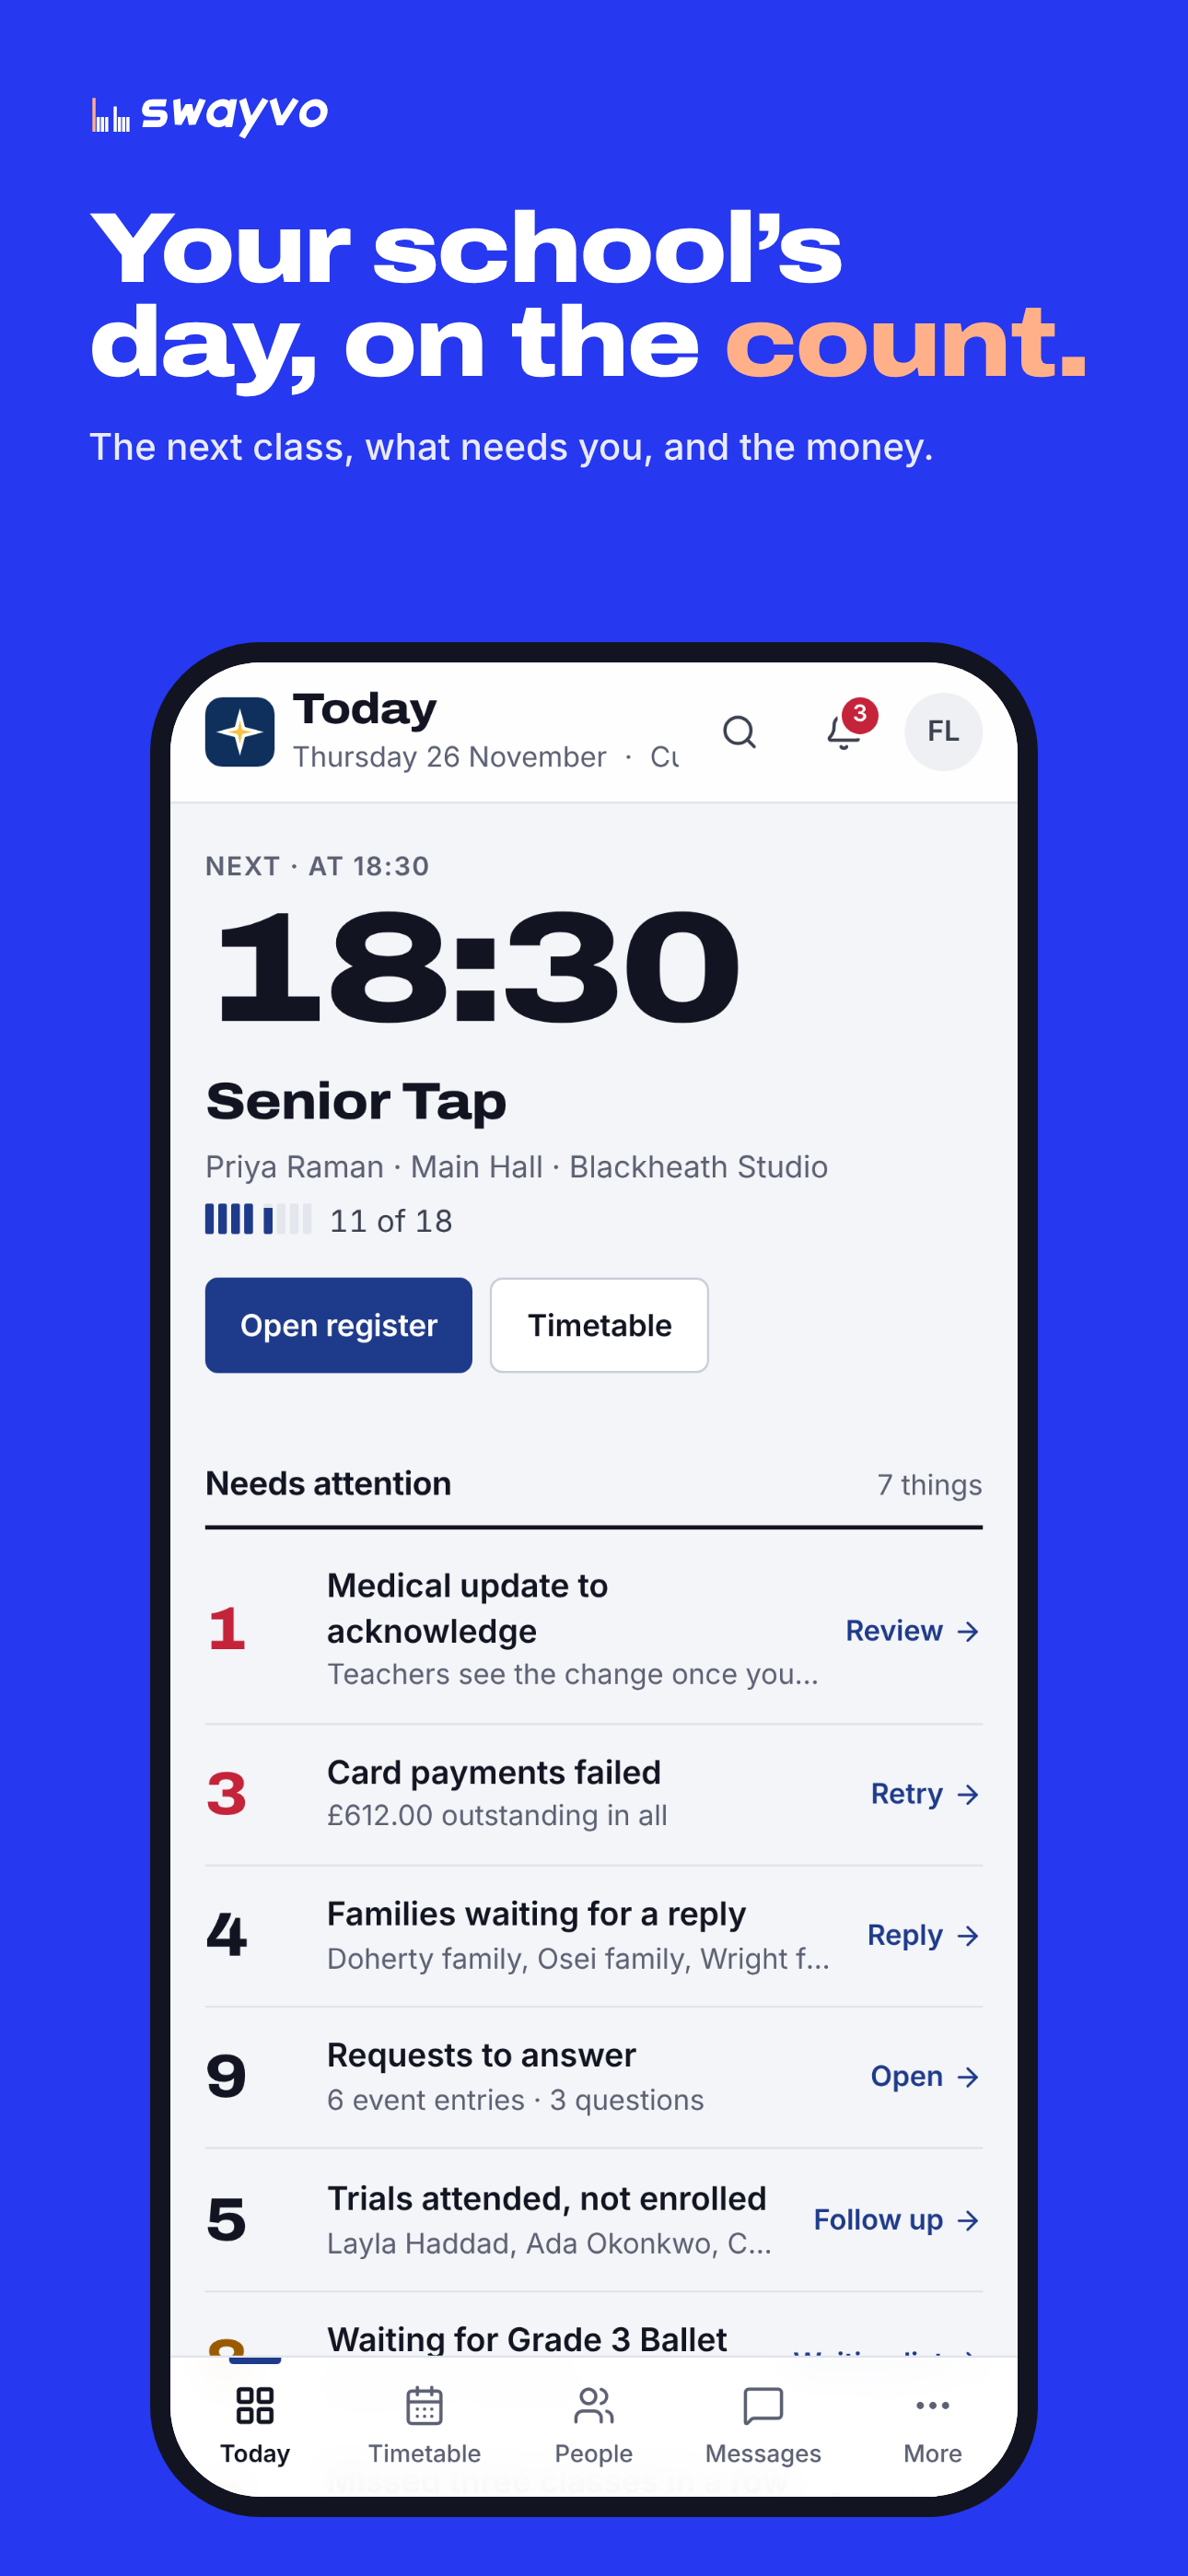 swayvo
Your school’s
day, on the count.
The next class, what needs you, and the money.
Today
Thursday 26 November ·
3
FL
NEXT · AT 18:30
18:30
Senior Tap
Priya Raman · Main Hall · Blackheath Studio
11 of 18
Open register
Timetable
Needs attention
7 things
1
Medical update to
acknowledge
Teachers see the change once you...
Review →
3
Card payments failed
£612.00 outstanding in all
Retry →
4
Families waiting for a reply
Doherty family, Osei family, Wright f...
Reply →
9
Requests to answer
6 event entries · 3 questions
Open →
5
Trials attended, not enrolled
Layla Haddad, Ada Okonkwo, C...
Follow up →
Waiting for Grade 3 Ballet
Today
Timetable
People
Messages
More
Missed three classes in a row